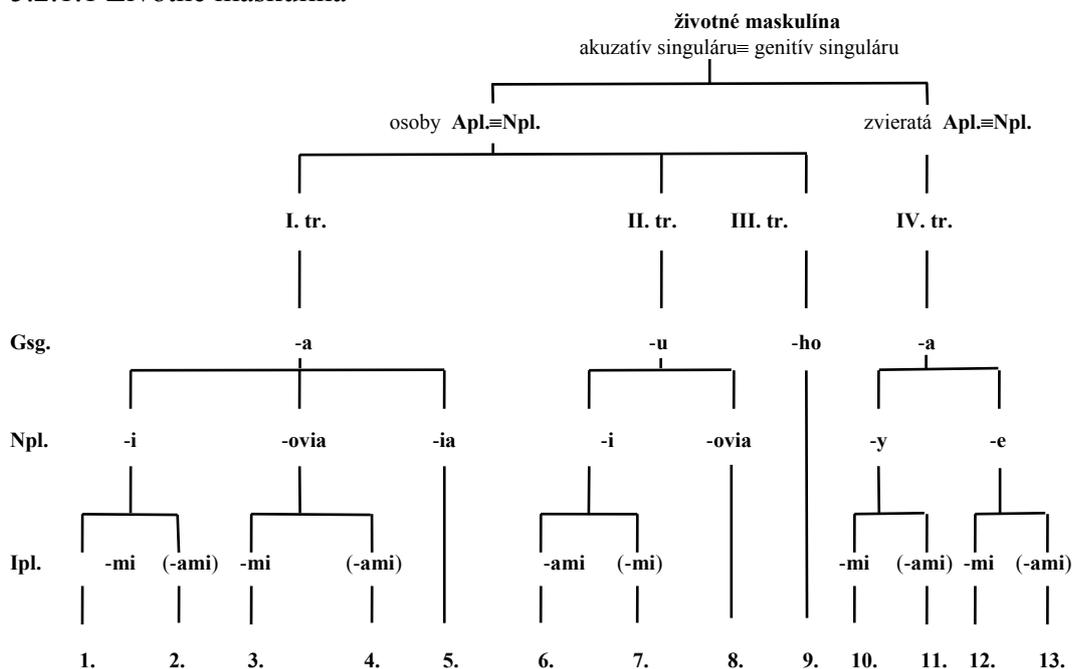 Životné maskulína
životné maskulína
akuzatív singuláru≡ genitív singuláru
osoby Apl.≡Npl. zvieratá Apl.≡Npl.
I. tr. II. tr. III. tr. IV. tr.
Gsg. -a -u -ho -a
Npl. -i -ovia -ia -i -ovia -y -e
Ipl. -mi (-ami) -mi (-ami) -ami (-mi) -mi (-ami) -mi (-ami)
1. 2. 3. 4. 5. 6. 7. 8. 9. 10. 11. 12. 13.